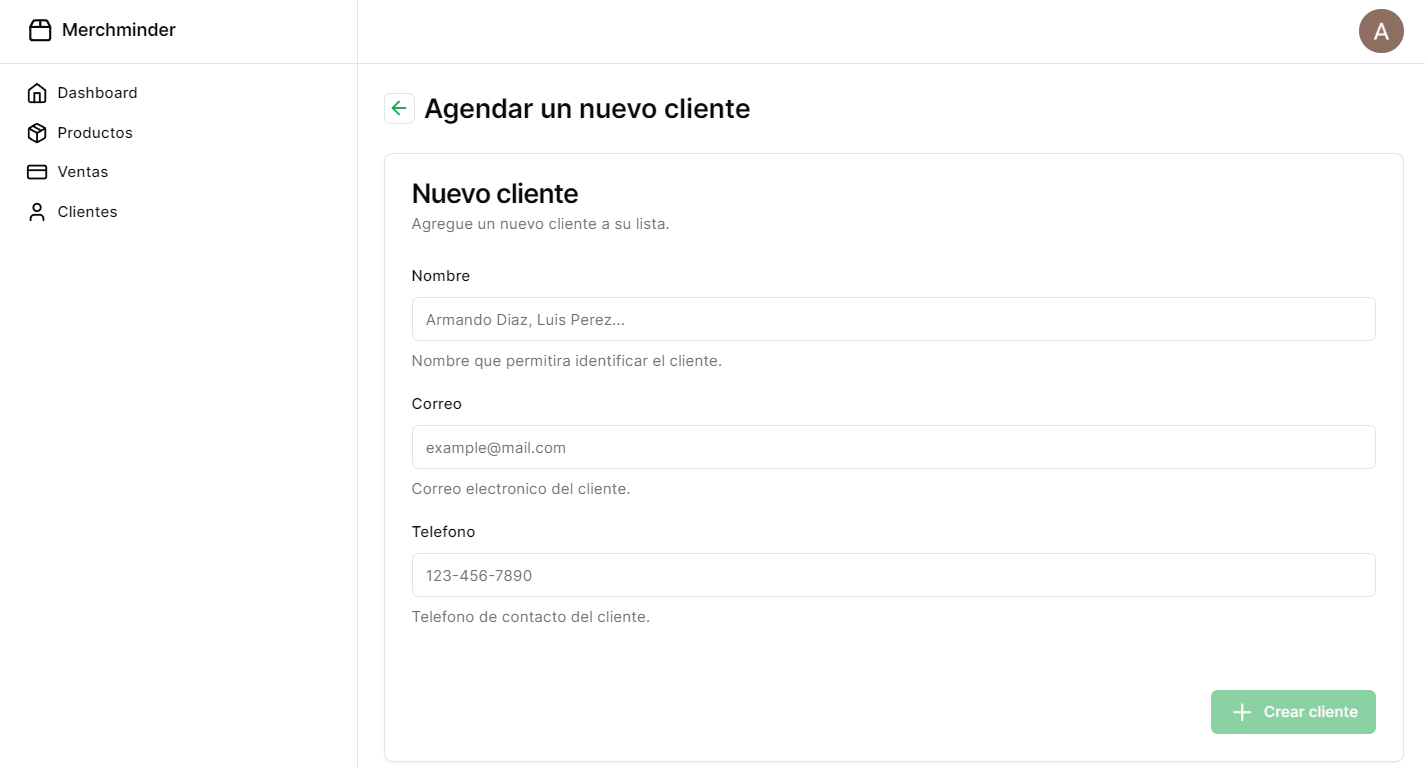 Merchminder
A
Dashboard
Productos
Ventas
Clientes
Agendar un nuevo cliente
Nuevo cliente
Agregue un nuevo cliente a su lista.
Nombre
Armando Diaz, Luis Perez...
Nombre que permitira identificar el cliente.
Correo
example@mail.com
Correo electronico del cliente.
Telefono
123-456-7890
Telefono de contacto del cliente.
Crear cliente